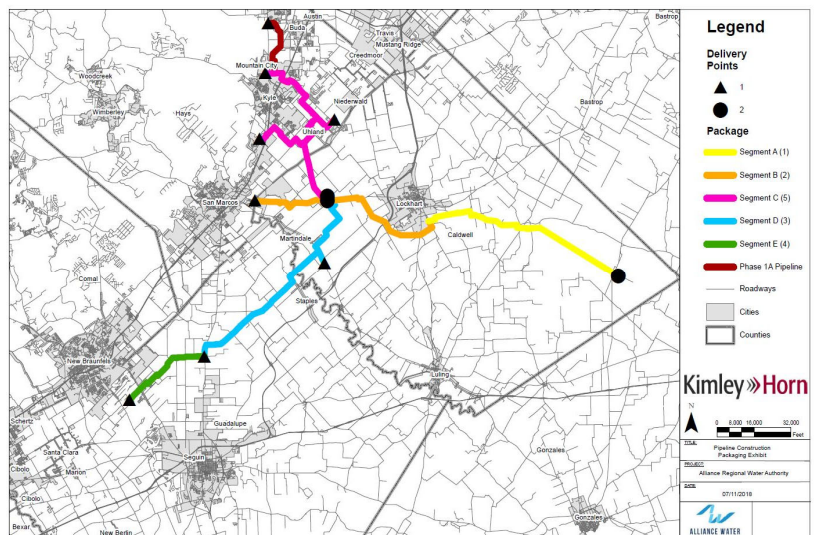 Austin
Buda
Bastrop
Travis
Mustang Ridge
Creedmoor
Mountain City
Woodcreek
Wimberley
Hays
Kyle
Niederwald
Bastrop
Uhland
San Marcos
Lockhart
Martindale
Caldwell
Comal
Staples
New Braunfels
Luling
Schertz
Guadalupe
Santa Clara
Cibolo
Marion
Seguin
Gonzales
Cibolo
Bexar
New Berlin
Gonzales
Legend
Delivery
Points
1
2
Package
Segment A (1)
Segment B (2)
Segment C (5)
Segment D (3)
Segment E (4)
Phase 1A Pipeline
Roadways
Cities
Counties
Kimley»Horn
N
0 8,000 16,000 32,000
Feet
TITLE:
Pipeline Construction
Packaging Exhibit
PROJECT:
Alliance Regional Water Authority
DATE:
07/11/2018
ALLIANCE WATER